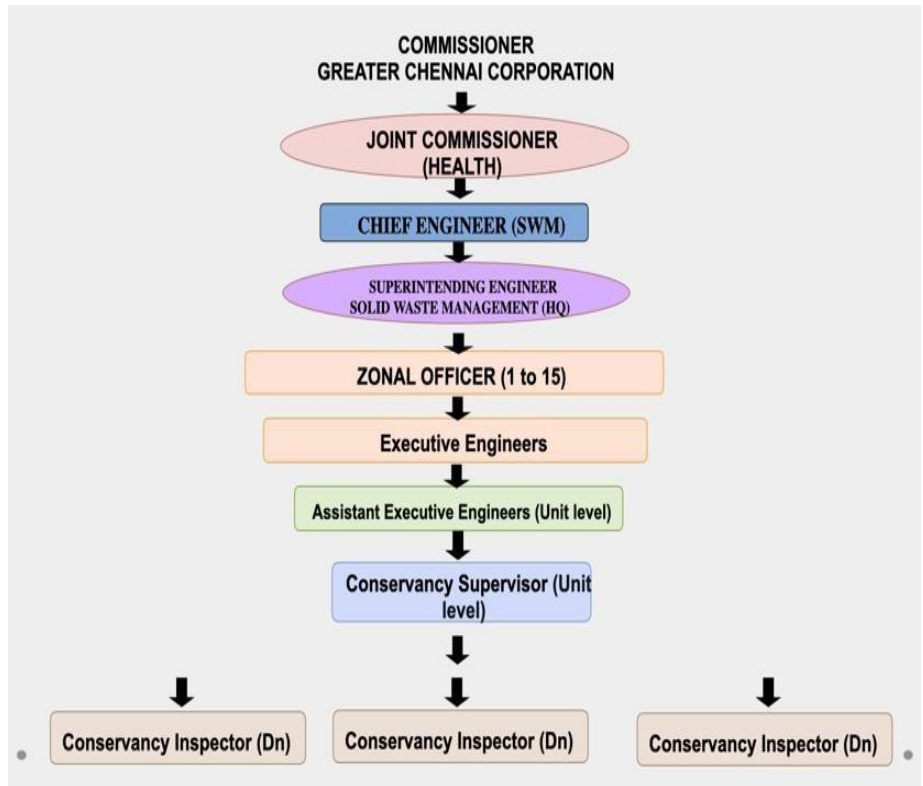 COMMISSIONER
GREATER CHENNAI CORPORATION
JOINT COMMISSIONER
(HEALTH)
CHIEF ENGINEER (SWM)
SUPERINTENDING ENGINEER
SOLID WASTE MANAGEMENT (HQ)
ZONAL OFFICER (1 to 15)
Executive Engineers
Assistant Executive Engineers (Unit level)
Conservancy Supervisor (Unit
level)
Conservancy Inspector (Dn)
Conservancy Inspector (Dn)
Conservancy Inspector (Dn)